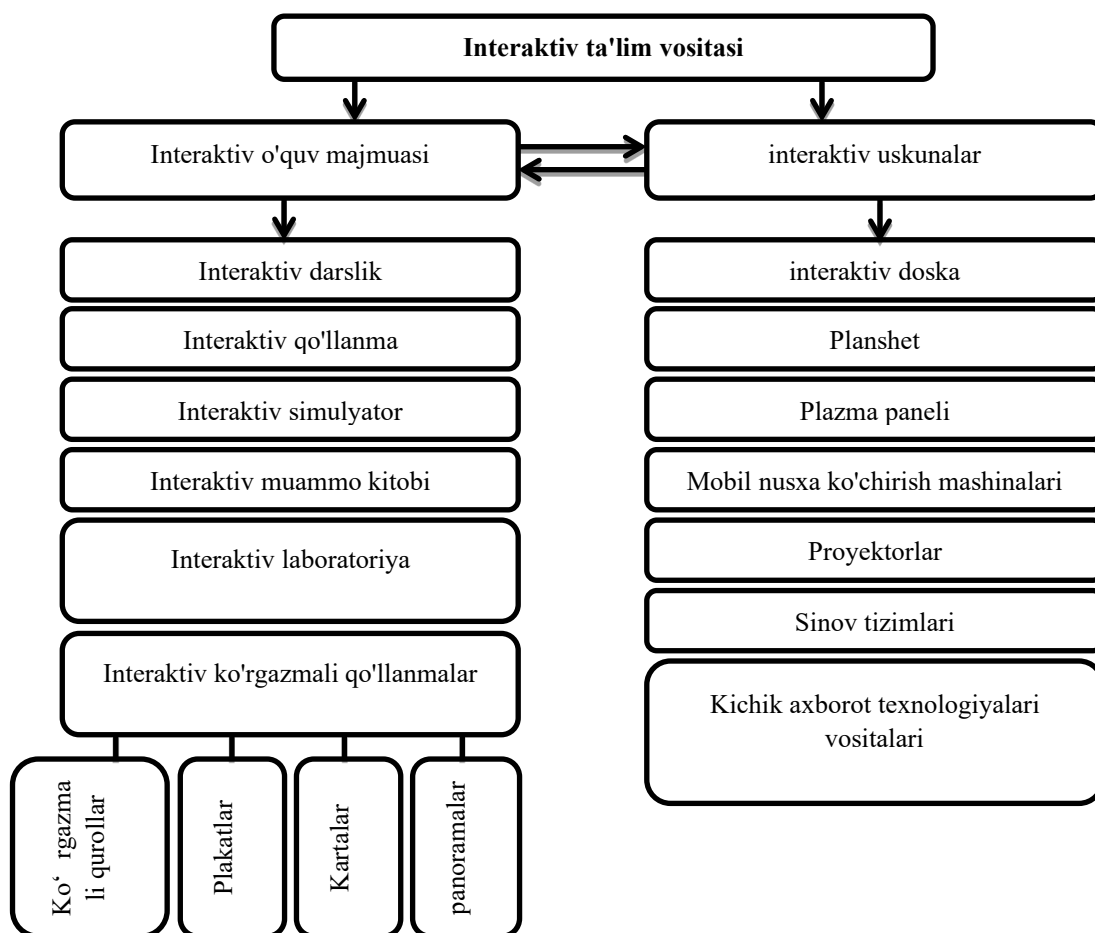 Interaktiv ta'lim vositasi
Interaktiv o'quv majmuasi
interaktiv uskunalar
Interaktiv darslik
Interaktiv qo'llanma
Interaktiv simulyator
Interaktiv muammo kitobi
Interaktiv laboratoriya
Interaktiv ko'rgazmali qo'llanmalar
Ko‘ rgazma
li qurollar
Plakatlar
Kartalar
panoramalar
interaktiv doska
Planshet
Plazma paneli
Mobil nusxa ko'chirish mashinalari
Proyektorlar
Sinov tizimlari
Kichik axborot texnologiyalari
vositalari